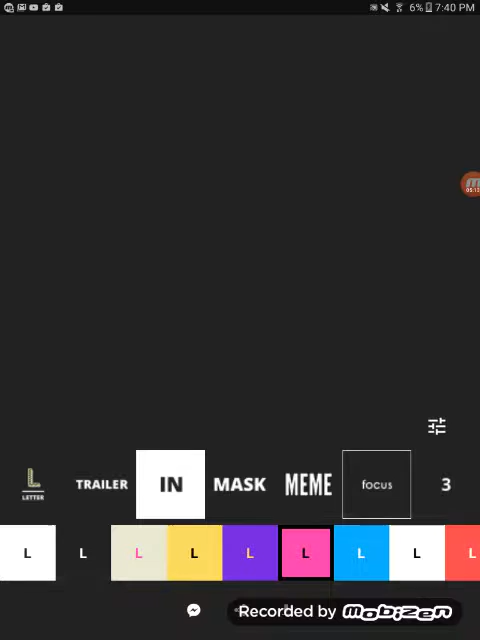 6% 7:40 PM
L
LETTER
TRAILER
IN
MASK
MEME
focus
3
L L L L L L L L L
Recorded by mobizen